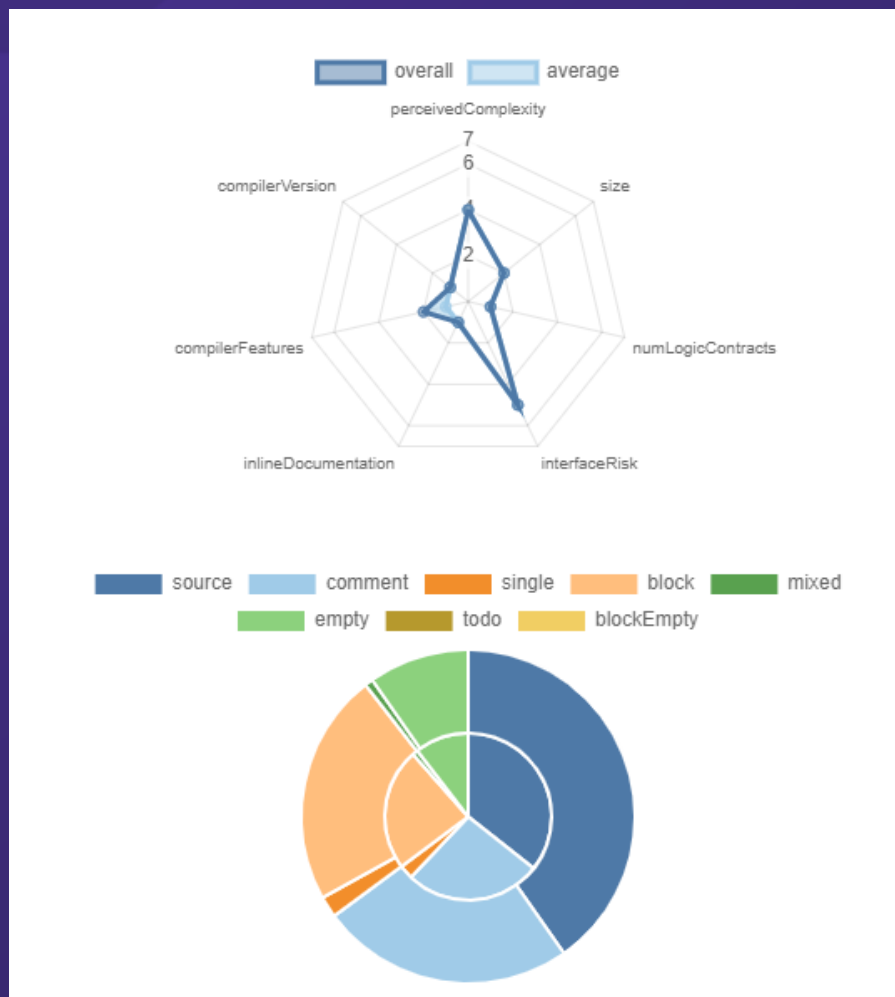 overall average
perceivedComplexity
7
6
compilerVersion size
4
2
compilerFeatures numLogicContracts
inlineDocumentation interfaceRisk
source comment single block mixed
empty todo blockEmpty